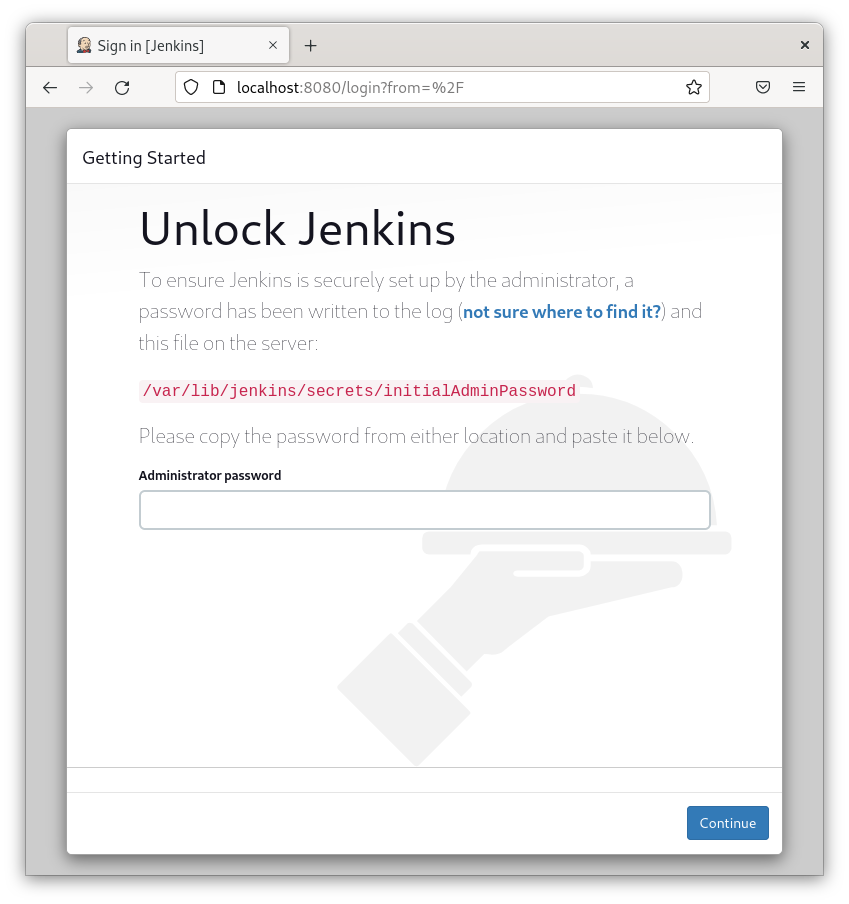 Sign in [Jenkins]
localhost:8080/login?from=%2F
Getting Started
Unlock Jenkins
To ensure Jenkins is securely set up by the administrator, a
password has been written to the log (not sure where to find it?) and
this file on the server:
/var/lib/jenkins/secrets/initialAdminPassword
Please copy the password from either location and paste it below.
Administrator password
Continue